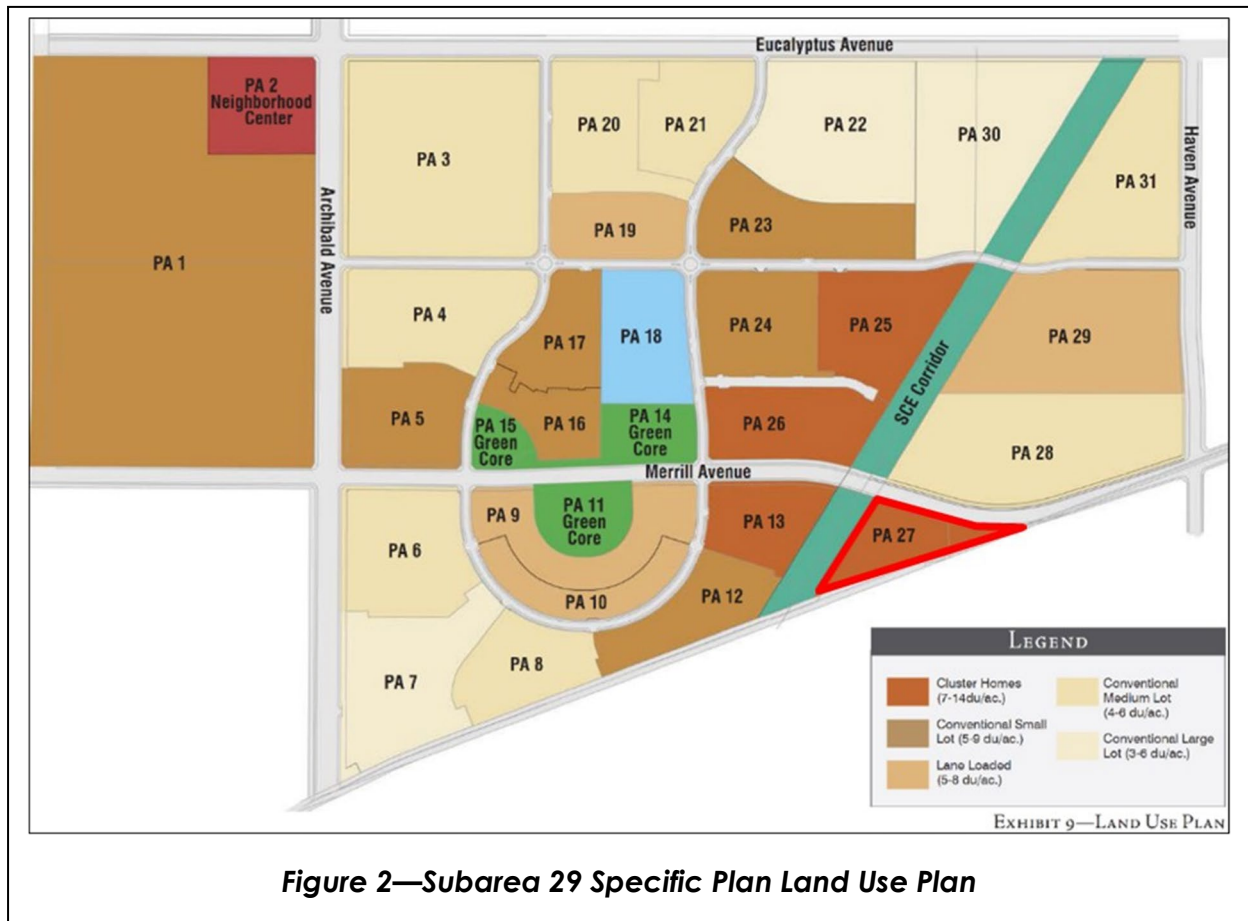 Eucalyptus Avenue
PA 2
Neighborhood
Center
PA 20
PA 21
PA 22
PA 30
PA 3
PA 31
Haven Avenue
Archibald Avenue
PA 19
PA 23
PA 1
PA 4
PA 17
PA 18
PA 24
PA 25
PA 29
SCE Corridor
PA 5
PA 15
Green
Core
PA 16
PA 14
Green
Core
PA 26
PA 28
Merrill Avenue
PA 9
PA 11
Green
Core
PA 13
PA 27
PA 6
PA 10
PA 12
PA 7
PA 8
LEGEND
Cluster Homes
(7-14du/ac.)
Conventional Small
Lot (5-9 du/ac.)
Lane Loaded
(5-8 du/ac.)
Conventional
Medium Lot
(4-6 du/ac.)
Conventional Large
Lot (3-6 du/ac.)
EXHIBIT 9—LAND USE PLAN
Figure 2—Subarea 29 Specific Plan Land Use Plan